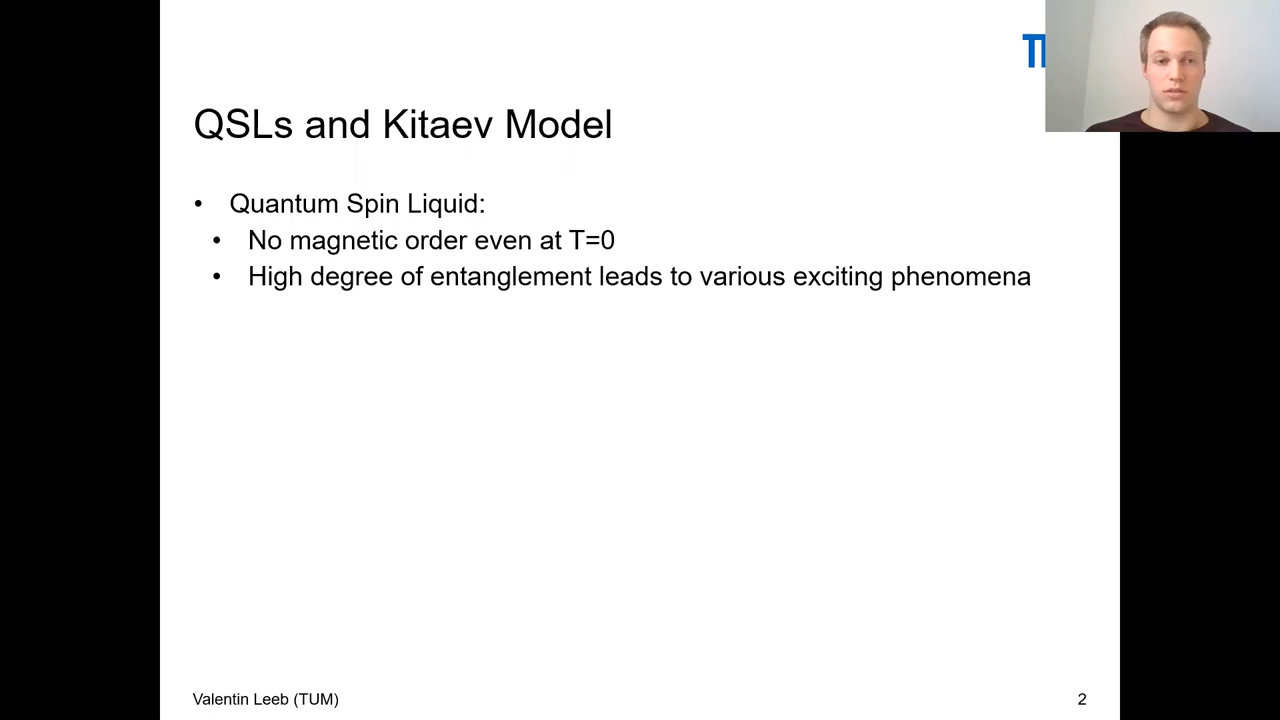 QSLs and Kitaev Model
• Quantum Spin Liquid:
• No magnetic order even at T=0
• High degree of entanglement leads to various exciting phenomena
Valentin Leeb (TUM)
2